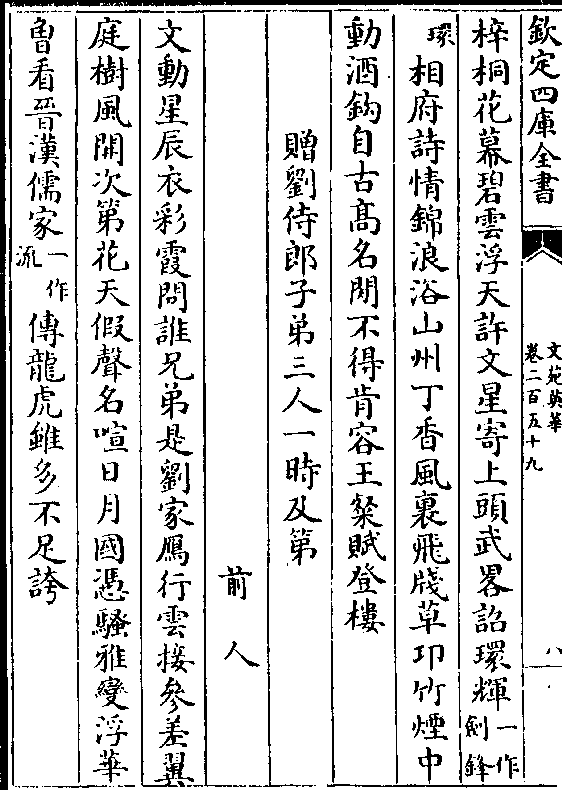 欽定四庫全書
文苑英華
卷二百五十九
八
梓桐花幕碧雲浮天許文星寄上頭武畧詔環輝一作劍鋒
環相府詩情錦浪浴山州丁香風裏飛牋草卭竹煙中
動酒鈎自古髙名閒不得肯容王粲賦登樓
贈劉侍郎子弟三人一時及第
前人
文動星辰衣彩霞問誰兄弟是劉家鴈行雲接參差翼
庭樹風開次第花天假聲名喧日月國慿騷雅變浮華
魯看晉漢儒家一作流傳龍虎雖多不足誇